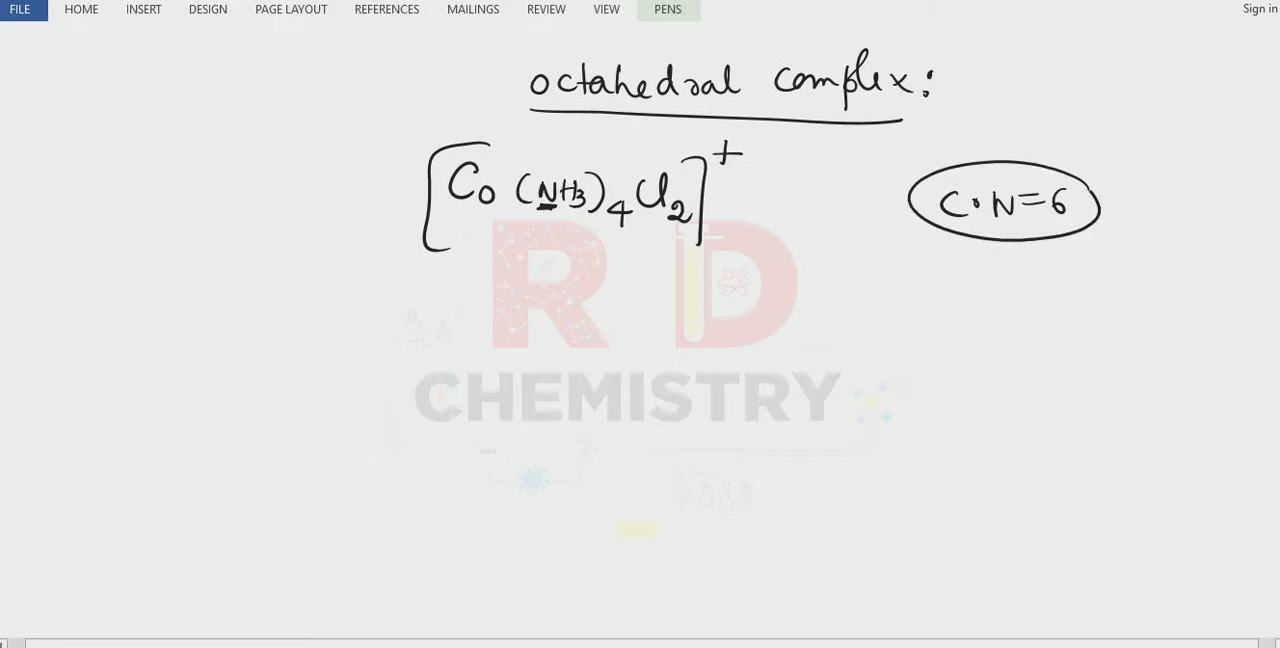 FILE HOME INSERT DESIGN PAGE LAYOUT REFERENCES MAILINGS REVIEW VIEW PENS Sign in
octahedral complex:
[Co(NH3)4Cl2]+
C.N=6
RD
CHEMISTRY
H2O